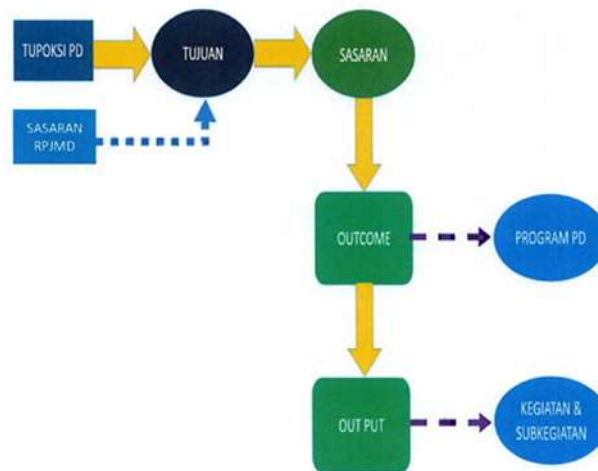 TUPOKSI PD
TUJUAN
SASARAN
SASARAN
RPJMD
OUTCOME
PROGRAM PD
OUT PUT
KEGIATAN &
SUBKEGIATAN